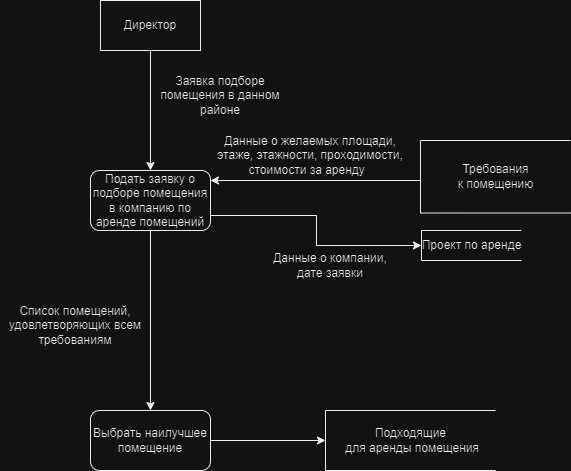 Директор
Заявка подборе
помещения в данном
районе
Данные о желаемых площади,
этаже, этажности, проходимости,
стоимости за аренду
Требования
к помещению
Подать заявку о
подборе помещения
в компанию по
аренде помещений
Проект по аренде
Данные о компании,
дате заявки
Список помещений,
удовлетворяющих всем
требованиям
Выбрать наилучшее
помещение
Подходящие
для аренды помещения